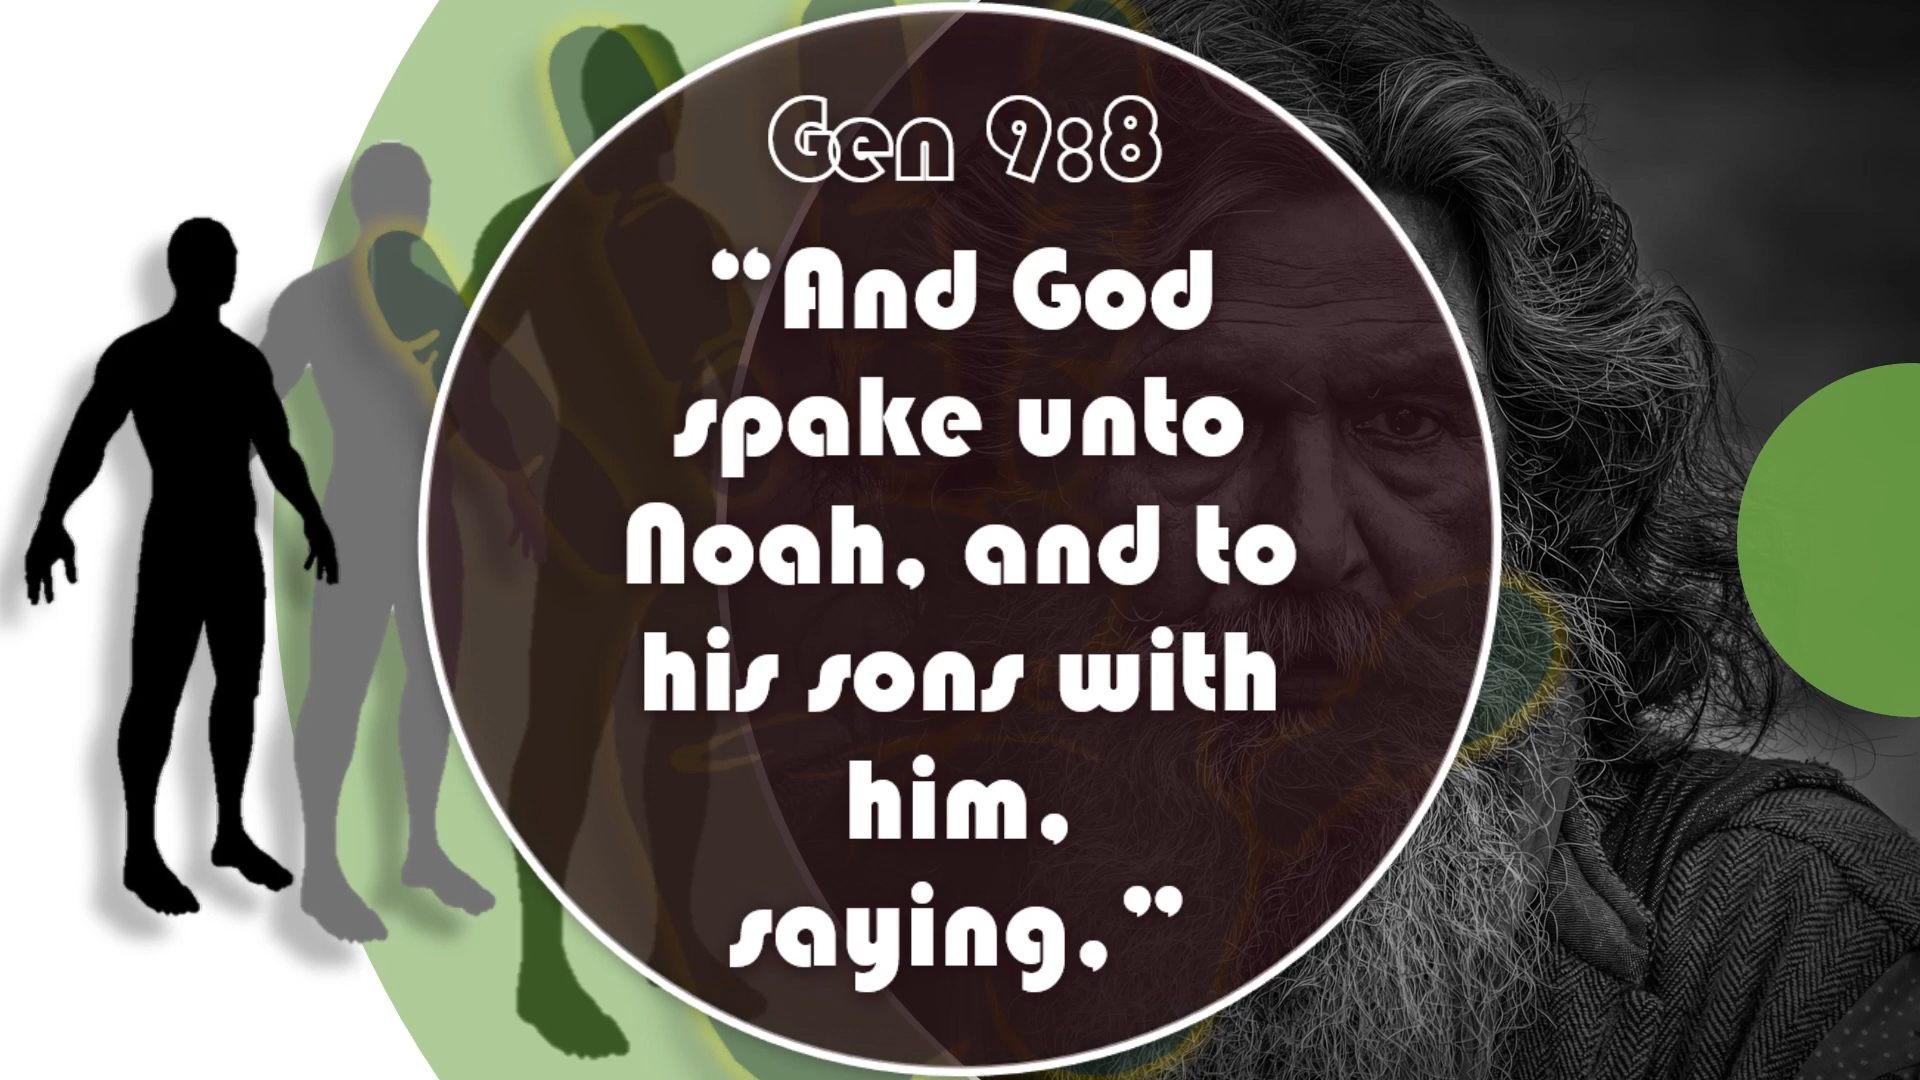 Gen 9:8
“And God
spake unto
Noah, and to
his sons with
him,
saying,”